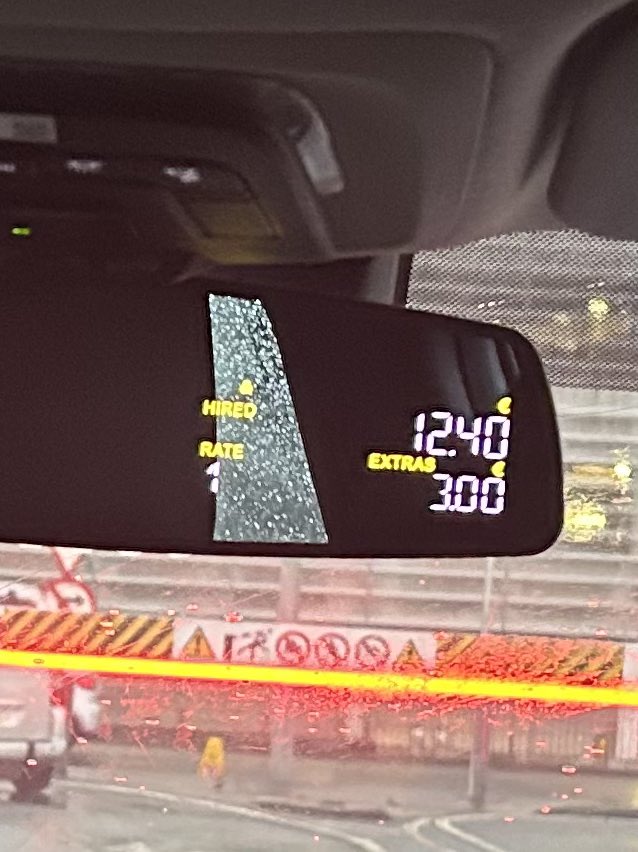 HIRED
RATE
1
€
12.40
EXTRAS €
3.00